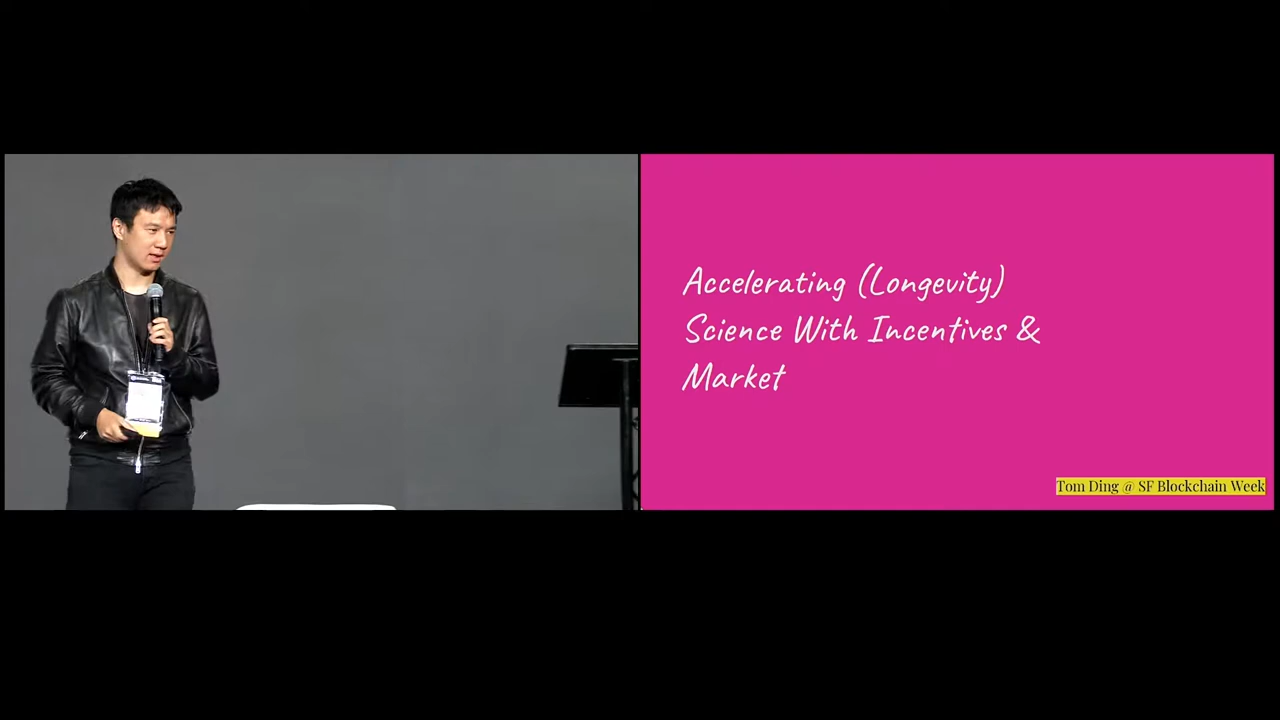 Accelerating (Longevity)
Science With Incentives &
Market
Tom Ding @ SF Blockchain Week